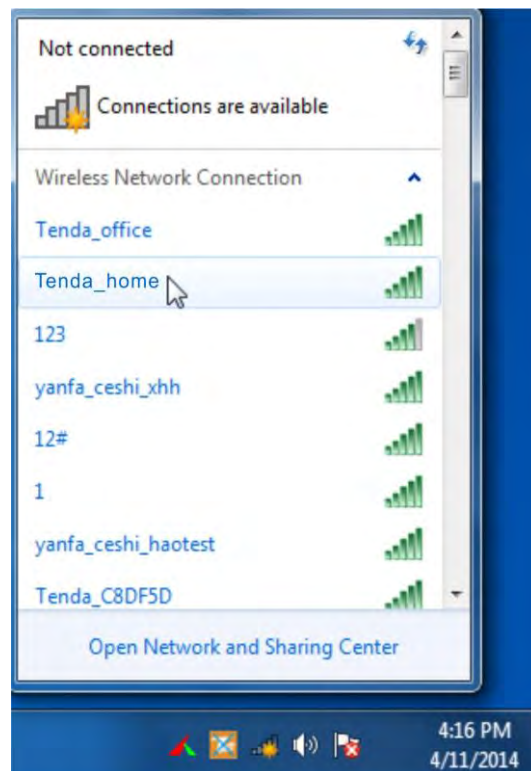 Not connected
Connections are available
Wireless Network Connection
Tenda_office
Tenda_home
123
yanfa_ceshi_xhh
12#
1
yanfa_ceshi_haotest
Tenda_C8DF5D
Open Network and Sharing Center
4:16 PM
4/11/2014